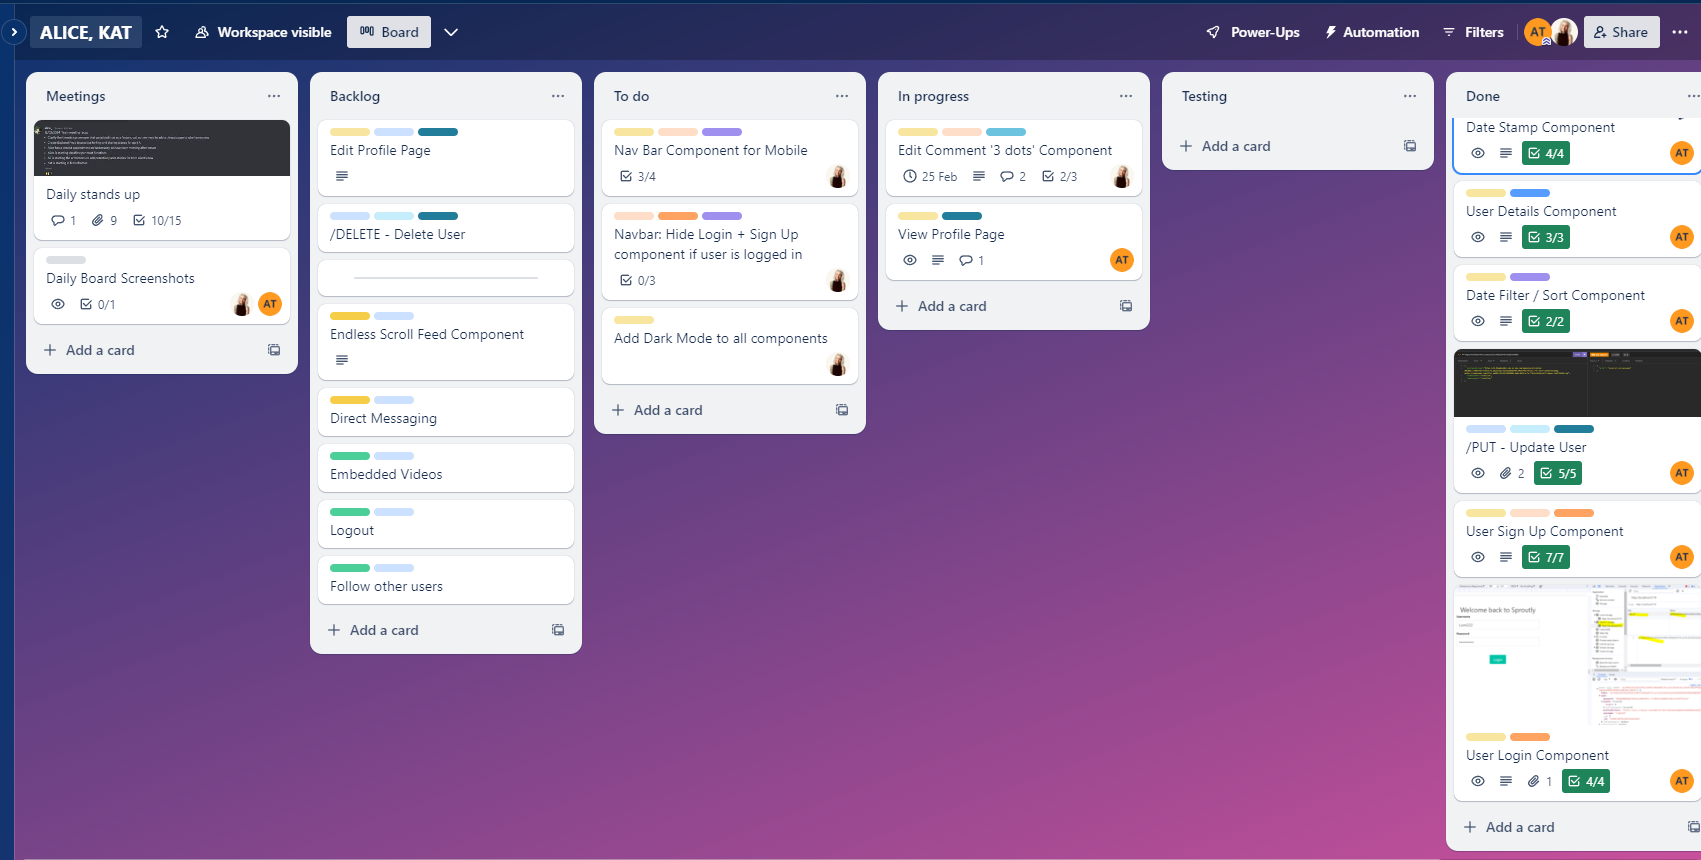 ALICE, KAT
Workspace visible
Board
Power-Ups
Automation
Filters
AT
Share
Meetings
Daily stands up
1 9 10/15
Daily Board Screenshots
0/1 AT
Add a card
Backlog
Edit Profile Page
/DELETE - Delete User
Endless Scroll Feed Component
Direct Messaging
Embedded Videos
Logout
Follow other users
Add a card
To do
Nav Bar Component for Mobile
3/4
Navbar: Hide Login + Sign Up
component if user is logged in
0/3
Add Dark Mode to all components
Add a card
In progress
Edit Comment '3 dots' Component
25 Feb 2 2/3
View Profile Page
1 AT
Add a card
Testing
Add a card
Done
Date Stamp Component
4/4 AT
User Details Component
3/3 AT
Date Filter / Sort Component
2/2 AT
/PUT - Update User
2 5/5 AT
User Sign Up Component
7/7 AT
Welcome back to Sproutly
Username
Password
Login
User Login Component
1 4/4 AT
Add a card